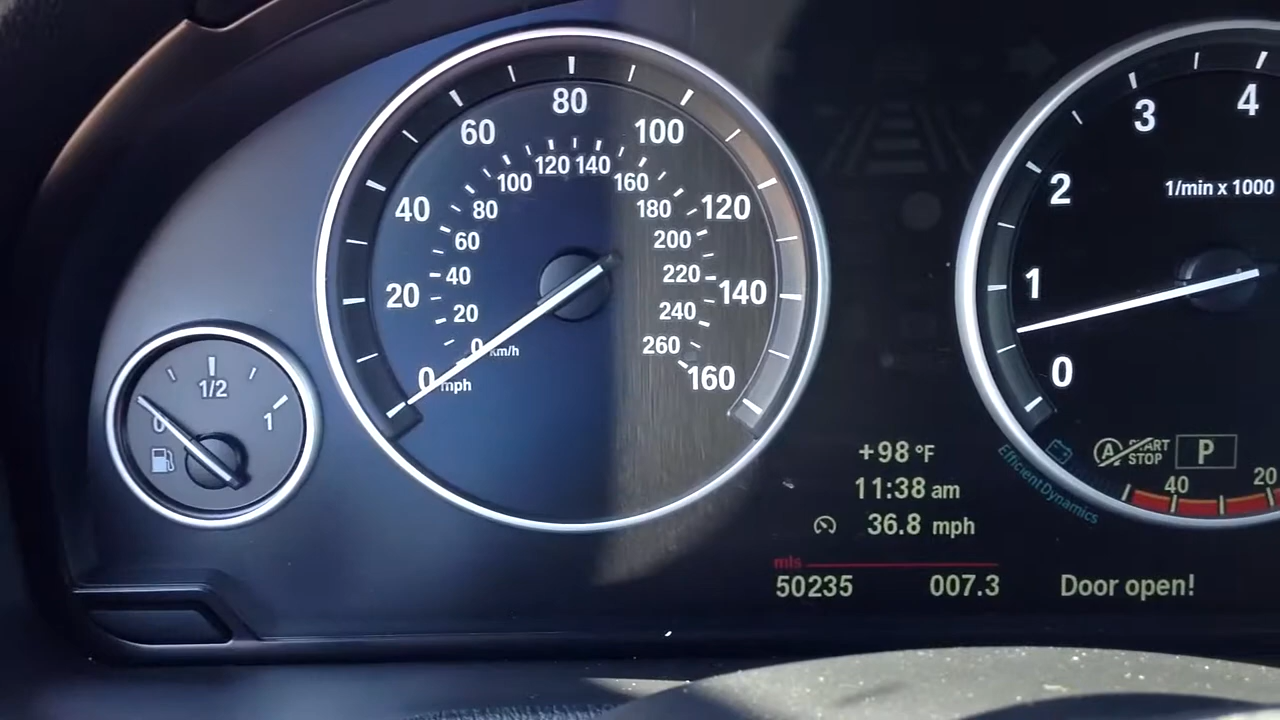 80
60
100
120 140
100
160
40
80
180
120
60
200
40
220
20
20
240
140
0 km/h
260
0 mph
160
1/2
0
1
4
3
2
1/min x 1000
1
0
A START STOP
P
40
20
Efficient Dynamics
+98 °F
11:38 am
36.8 mph
mls
50235
007.3
Door open!